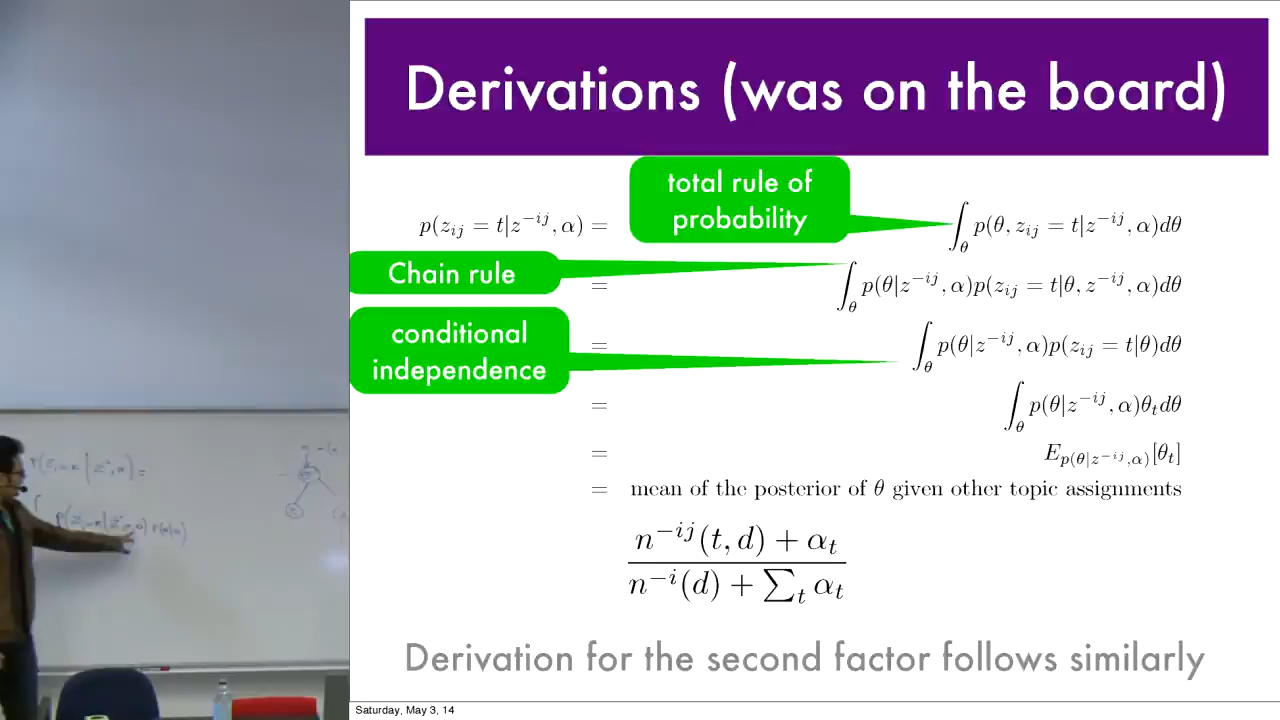 Derivations (was on the board)
total rule of
probability
p(z_{ij} = t|z^{-ij}, α) = ∫_θ p(θ, z_{ij} = t|z^{-ij}, α)dθ
Chain rule
= ∫_θ p(θ|z^{-ij}, α)p(z_{ij} = t|θ, z^{-ij}, α)dθ
conditional
independence
= ∫_θ p(θ|z^{-ij}, α)p(z_{ij} = t|θ)dθ
= ∫_θ p(θ|z^{-ij}, α)θ_t dθ
= E_{p(θ|z^{-ij},α)}[θ_t]
= mean of the posterior of θ given other topic assignments
n^{-ij}(t, d) + α_t
n^{-i}(d) + ∑_t α_t
Derivation for the second factor follows similarly
Saturday, May 3, 14